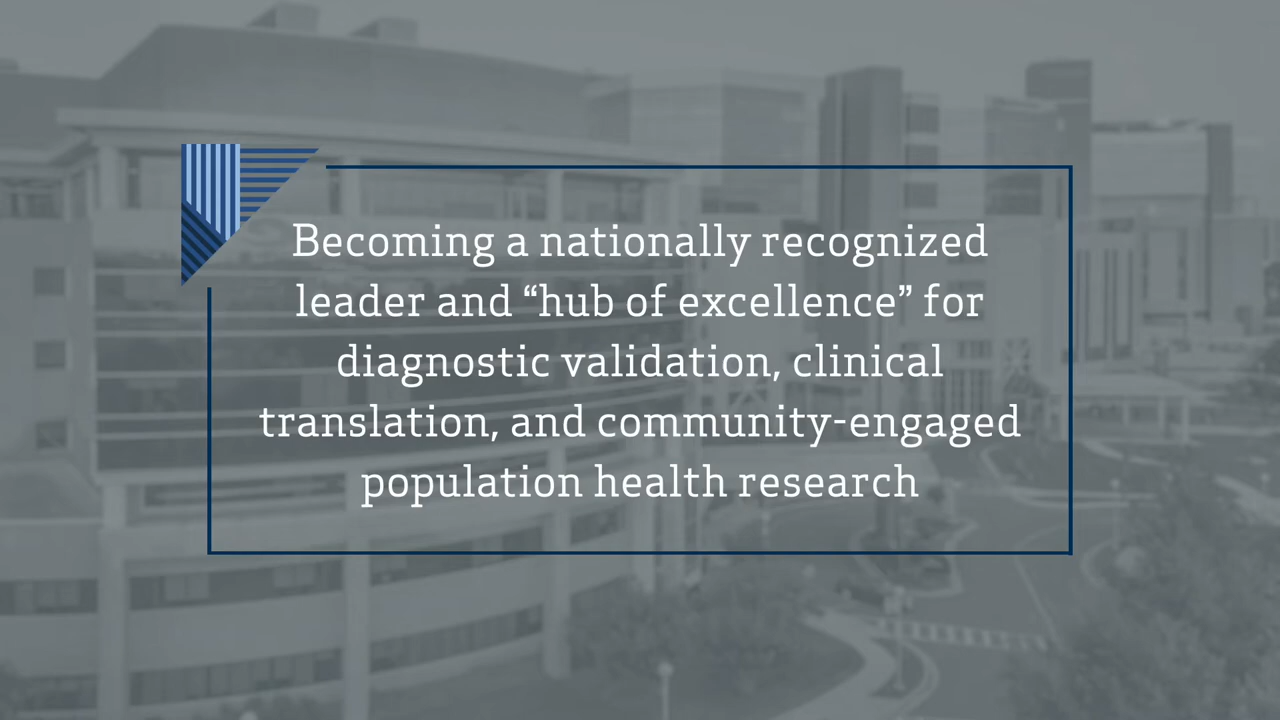 Becoming a nationally recognized
leader and “hub of excellence” for
diagnostic validation, clinical
translation, and community-engaged
population health research